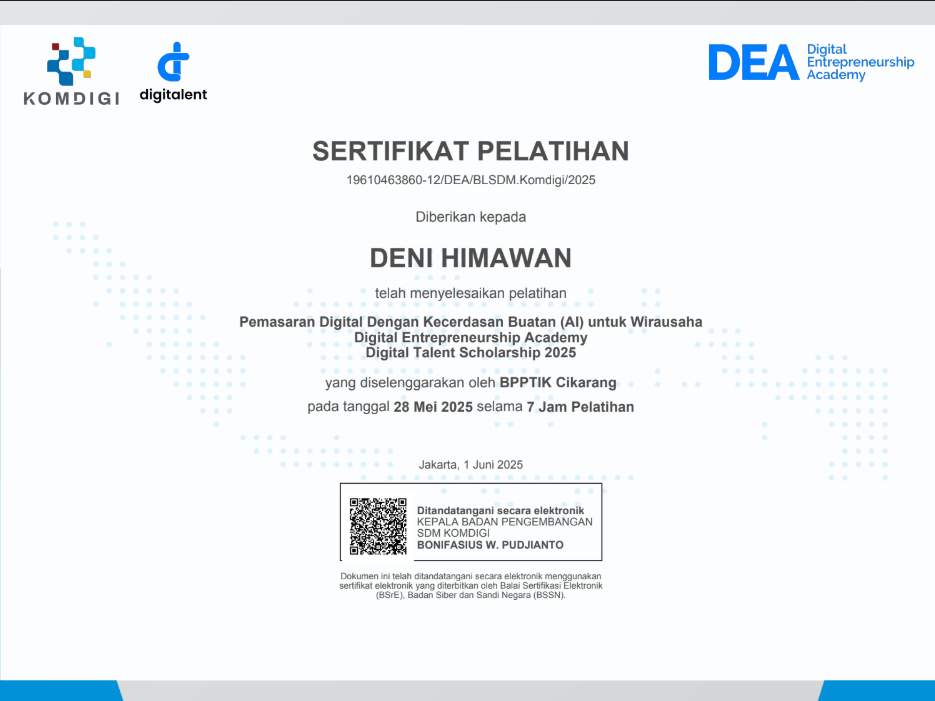 KOMDIGI
digitalent
DEA Digital
Entrepreneurship
Academy
SERTIFIKAT PELATIHAN
19610463860-12/DEA/BLSDM.Komdigi/2025
Diberikan kepada
DENI HIMAWAN
telah menyelesaikan pelatihan
Pemasaran Digital Dengan Kecerdasan Buatan (AI) untuk Wirausaha
Digital Entrepreneurship Academy
Digital Talent Scholarship 2025
yang diselenggarakan oleh BPPTIK Cikarang
pada tanggal 28 Mei 2025 selama 7 Jam Pelatihan
Jakarta, 1 Juni 2025
Ditandatangani secara elektronik
KEPALA BADAN PENGEMBANGAN
SDM KOMDIGI
BONIFASIUS W. PUDJIANTO
Dokumen ini telah ditandatangani secara elektronik menggunakan
sertifikat elektronik yang diterbitkan oleh Balai Sertifikasi Elektronik
(BSrE), Badan Siber dan Sandi Negara (BSSN).